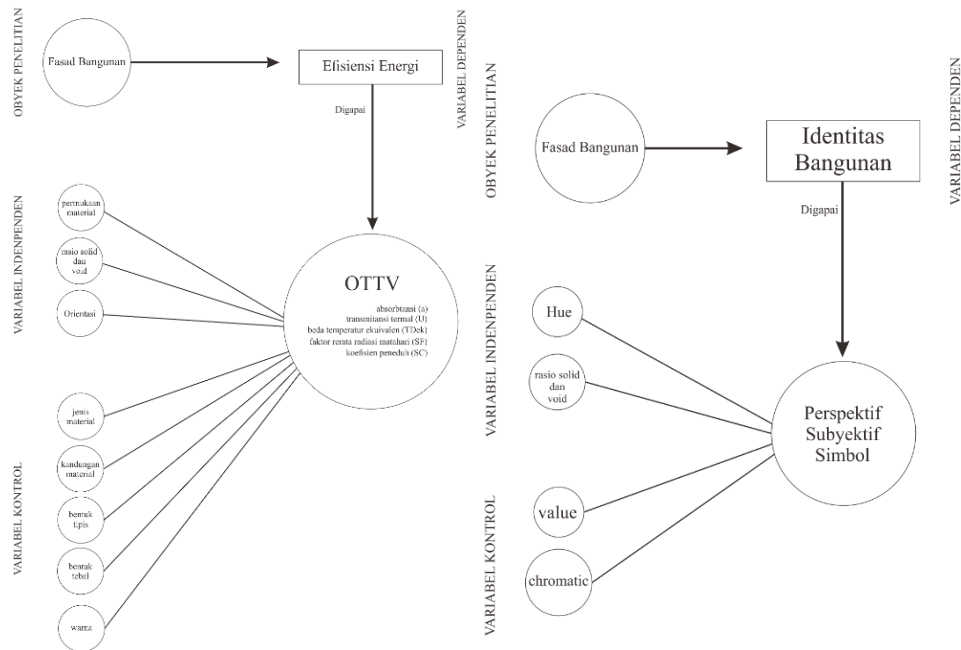 OBYEK PENELITIAN
Fasad Bangunan
Efisiensi Energi
VARIABEL DEPENDEN
Digapai
VARIABEL INDENPENDEN
permukaan
material
rasio solid
dan
void
Orientasi
OTTV
absorbtansi (a)
transmitansi termal (U)
beda temperatur ekuivalen (TDek)
faktor rerata radiasi matahari (SF)
koefisien peneduh (SC)
VARIABEL KONTROL
jenis
material
kandungan
material
bentuk
tipis
bentuk
tebal
warna
OBYEK PENELITIAN
Fasad Bangunan
Identitas
Bangunan
VARIABEL DEPENDEN
Digapai
VARIABEL INDENPENDEN
Hue
rasio solid
dan
void
Perspektif
Subyektif
Simbol
VARIABEL KONTROL
value
chromatic